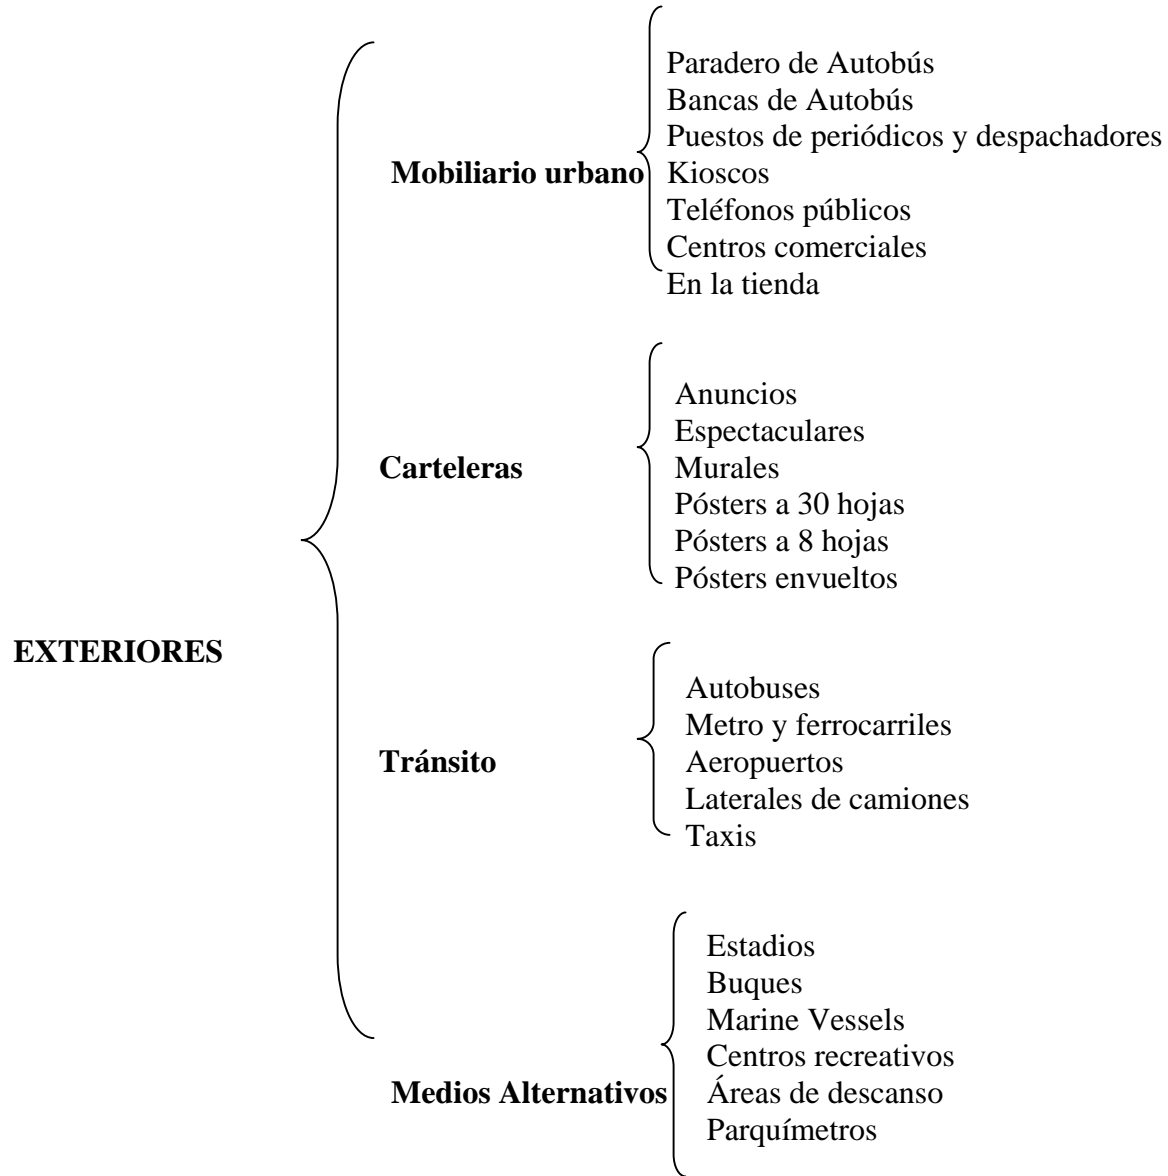 EXTERIORES
Mobiliario urbano
Paradero de Autobús
Bancas de Autobús
Puestos de periódicos y despachadores
Kioscos
Teléfonos públicos
Centros comerciales
En la tienda
Carteleras
Anuncios
Espectaculares
Murales
Pósters a 30 hojas
Pósters a 8 hojas
Pósters envueltos
Tránsito
Autobuses
Metro y ferrocarriles
Aeropuertos
Laterales de camiones
Taxis
Medios Alternativos
Estadios
Buques
Marine Vessels
Centros recreativos
Áreas de descanso
Parquímetros